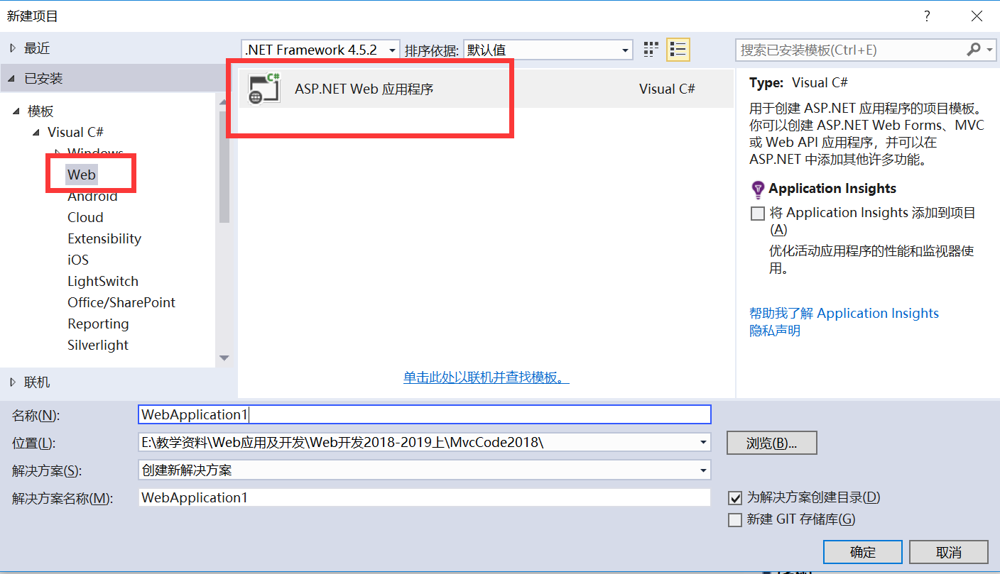 新建项目
?
最近
.NET Framework 4.5.2
排序依据:
默认值
搜索已安装模板(Ctrl+E)
已安装
模板
Visual C#
Windows
Web
Android
Cloud
Extensibility
iOS
LightSwitch
Office/SharePoint
Reporting
Silverlight
联机
C#
ASP.NET Web 应用程序
Visual C#
单击此处以联机并查找模板。
Type: Visual C#
用于创建 ASP.NET 应用程序的项目模板。
你可以创建 ASP.NET Web Forms、MVC
或 Web API 应用程序，并可以在
ASP.NET 中添加其他许多功能。
Application Insights
将 Application Insights 添加到项目
(A)
优化活动应用程序的性能和监视器使
用。
帮助我了解 Application Insights
隐私声明
名称(N):
WebApplication1
位置(L):
E:\教学资料\Web应用及开发\Web开发2018-2019上\MvcCode2018\
浏览(B)...
解决方案(S):
创建新解决方案
解决方案名称(M):
WebApplication1
为解决方案创建目录(D)
新建 GIT 存储库(G)
确定
取消